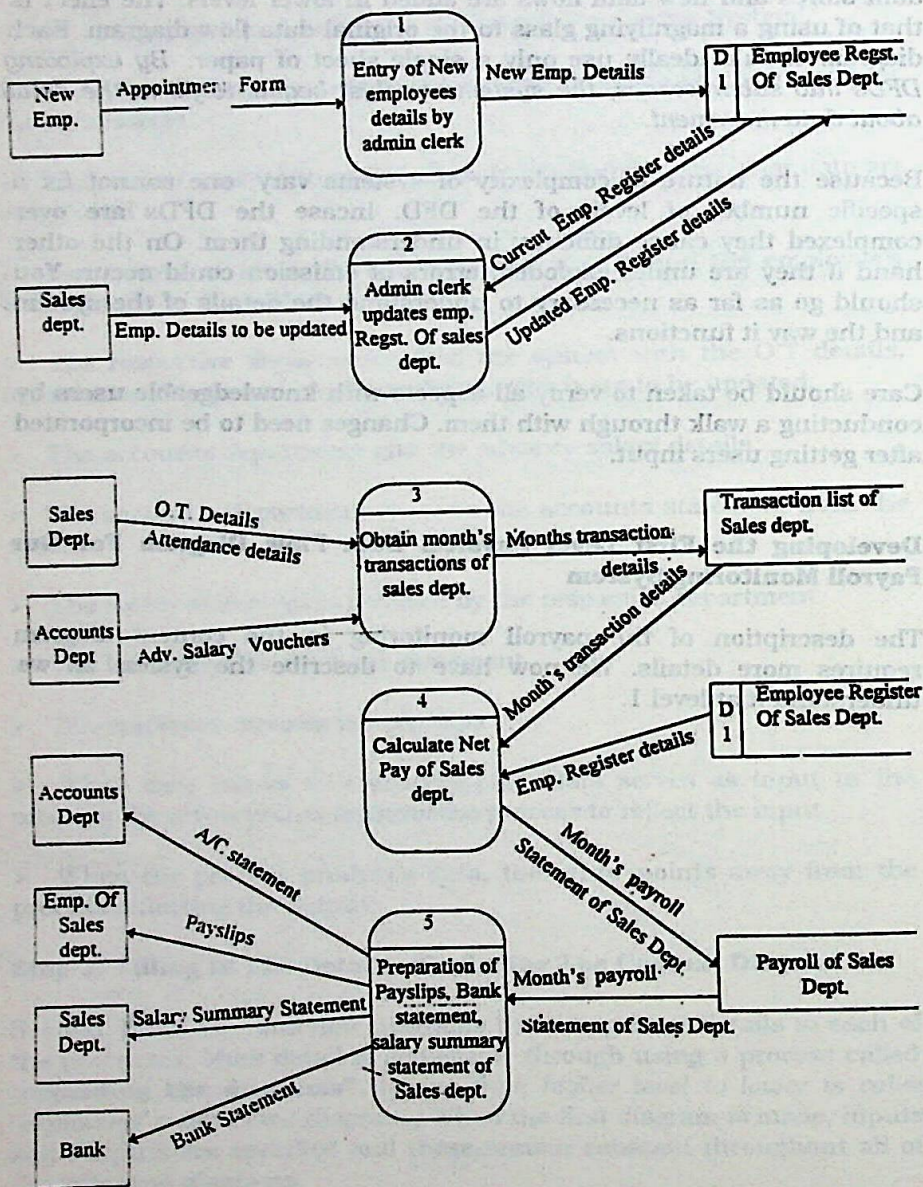 1
New
Emp.
Appointment Form
Entry of New
employees
details by
admin clerk
New Emp. Details
D
1
Employee Regst.
Of Sales Dept.
Current Emp. Register details
Updated Emp. Register details
2
Sales
dept.
Emp. Details to be updated
Admin clerk
updates emp.
Regst. Of sales
dept.
3
Sales
Dept.
O.T. Details
Attendance details
Obtain month's
transactions of
sales dept.
Months transaction
details
Transaction list of
Sales dept.
Accounts
Dept
Adv. Salary Vouchers
Month's transaction details
4
Calculate Net
Pay of Sales
dept.
D
1
Employee Register
Of Sales Dept.
Emp. Register details
Accounts
Dept
A/C statement
Month's payroll
Statement of Sales Dept.
Emp. Of
Sales
dept.
Payslips
5
Preparation of
Payslips, Bank
statement,
salary summary
statement of
Sales dept.
Month's payroll
Statement of Sales Dept.
Payroll of Sales
Dept.
Sales
Dept.
Salary Summary Statement
Bank
Bank Statement